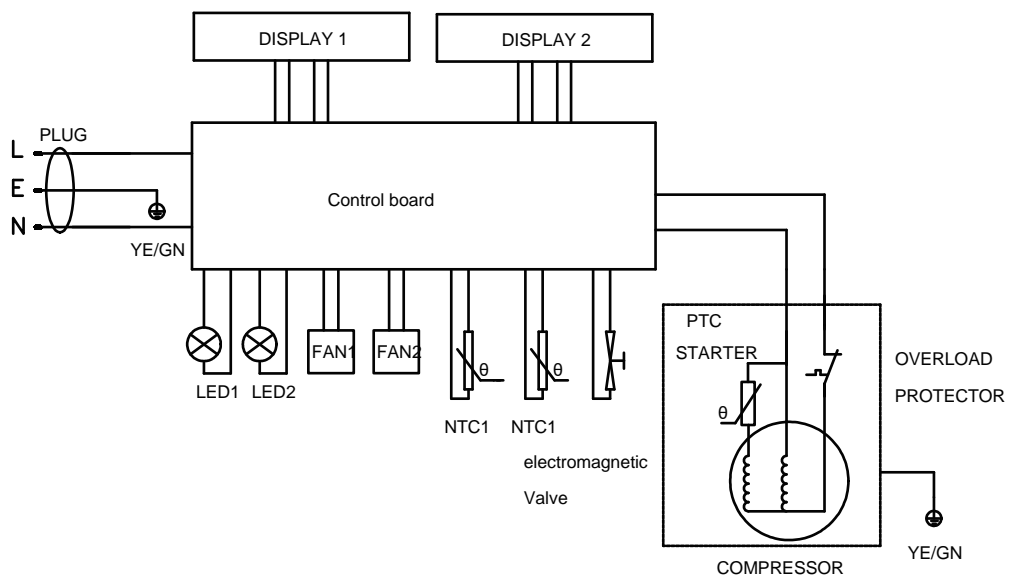 DISPLAY 1
DISPLAY 2
PLUG
L
E
N
YE/GN
Control board
LED1
LED2
FAN1
FAN2
θ
NTC1
θ
NTC1
electromagnetic
Valve
PTC
STARTER
θ
OVERLOAD
PROTECTOR
YE/GN
COMPRESSOR